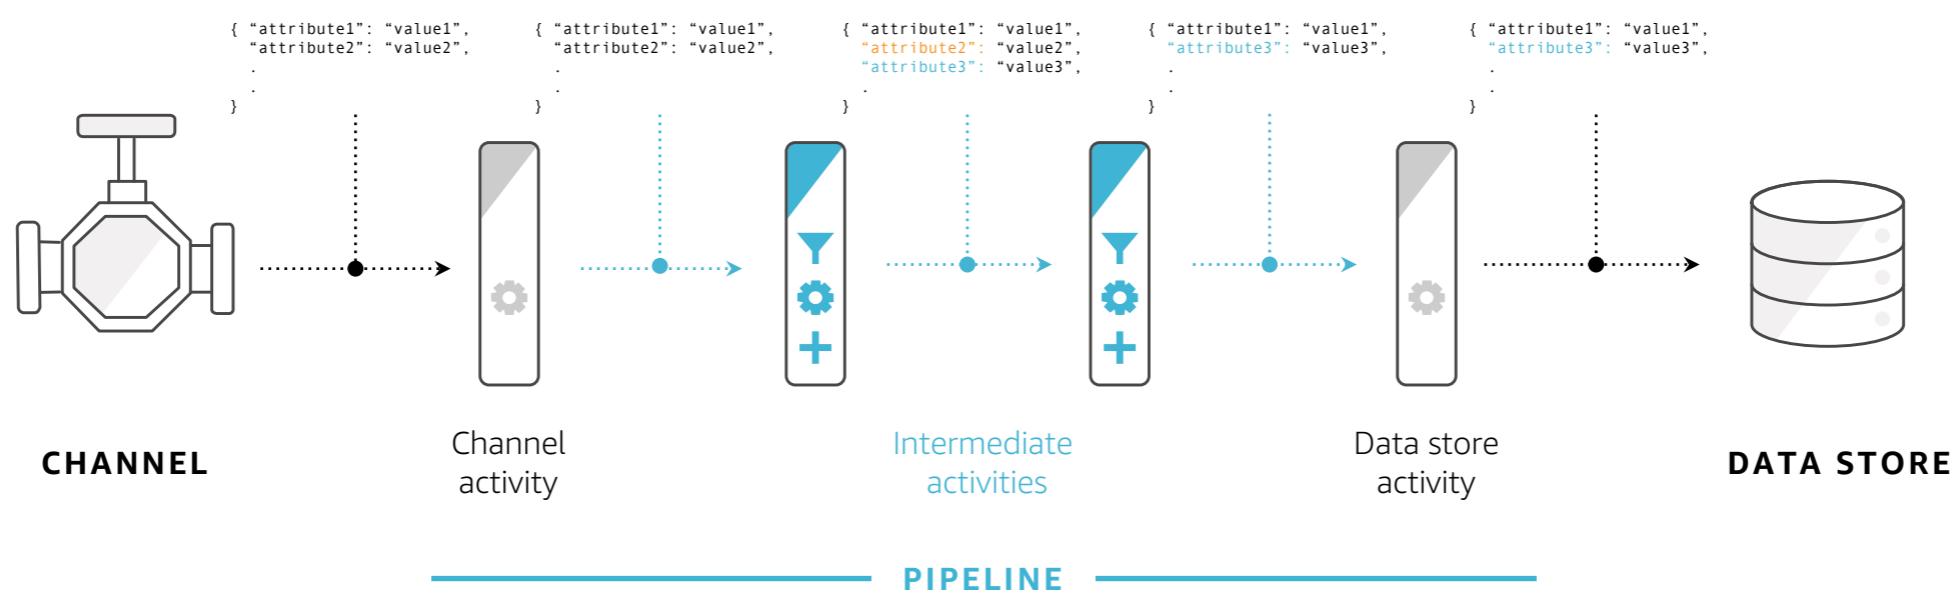 { “attribute1”: “value1”,
“attribute2”: “value2”,
.
.
}
{ “attribute1”: “value1”,
“attribute2”: “value2”,
.
.
}
{ “attribute1”: “value1”,
“attribute2”: “value2”,
“attribute3”: “value3”,
.
}
{ “attribute1”: “value1”,
“attribute3”: “value3”,
.
.
}
{ “attribute1”: “value1”,
“attribute3”: “value3”,
.
.
}
CHANNEL
Channel
activity
Intermediate
activities
Data store
activity
DATA STORE
PIPELINE